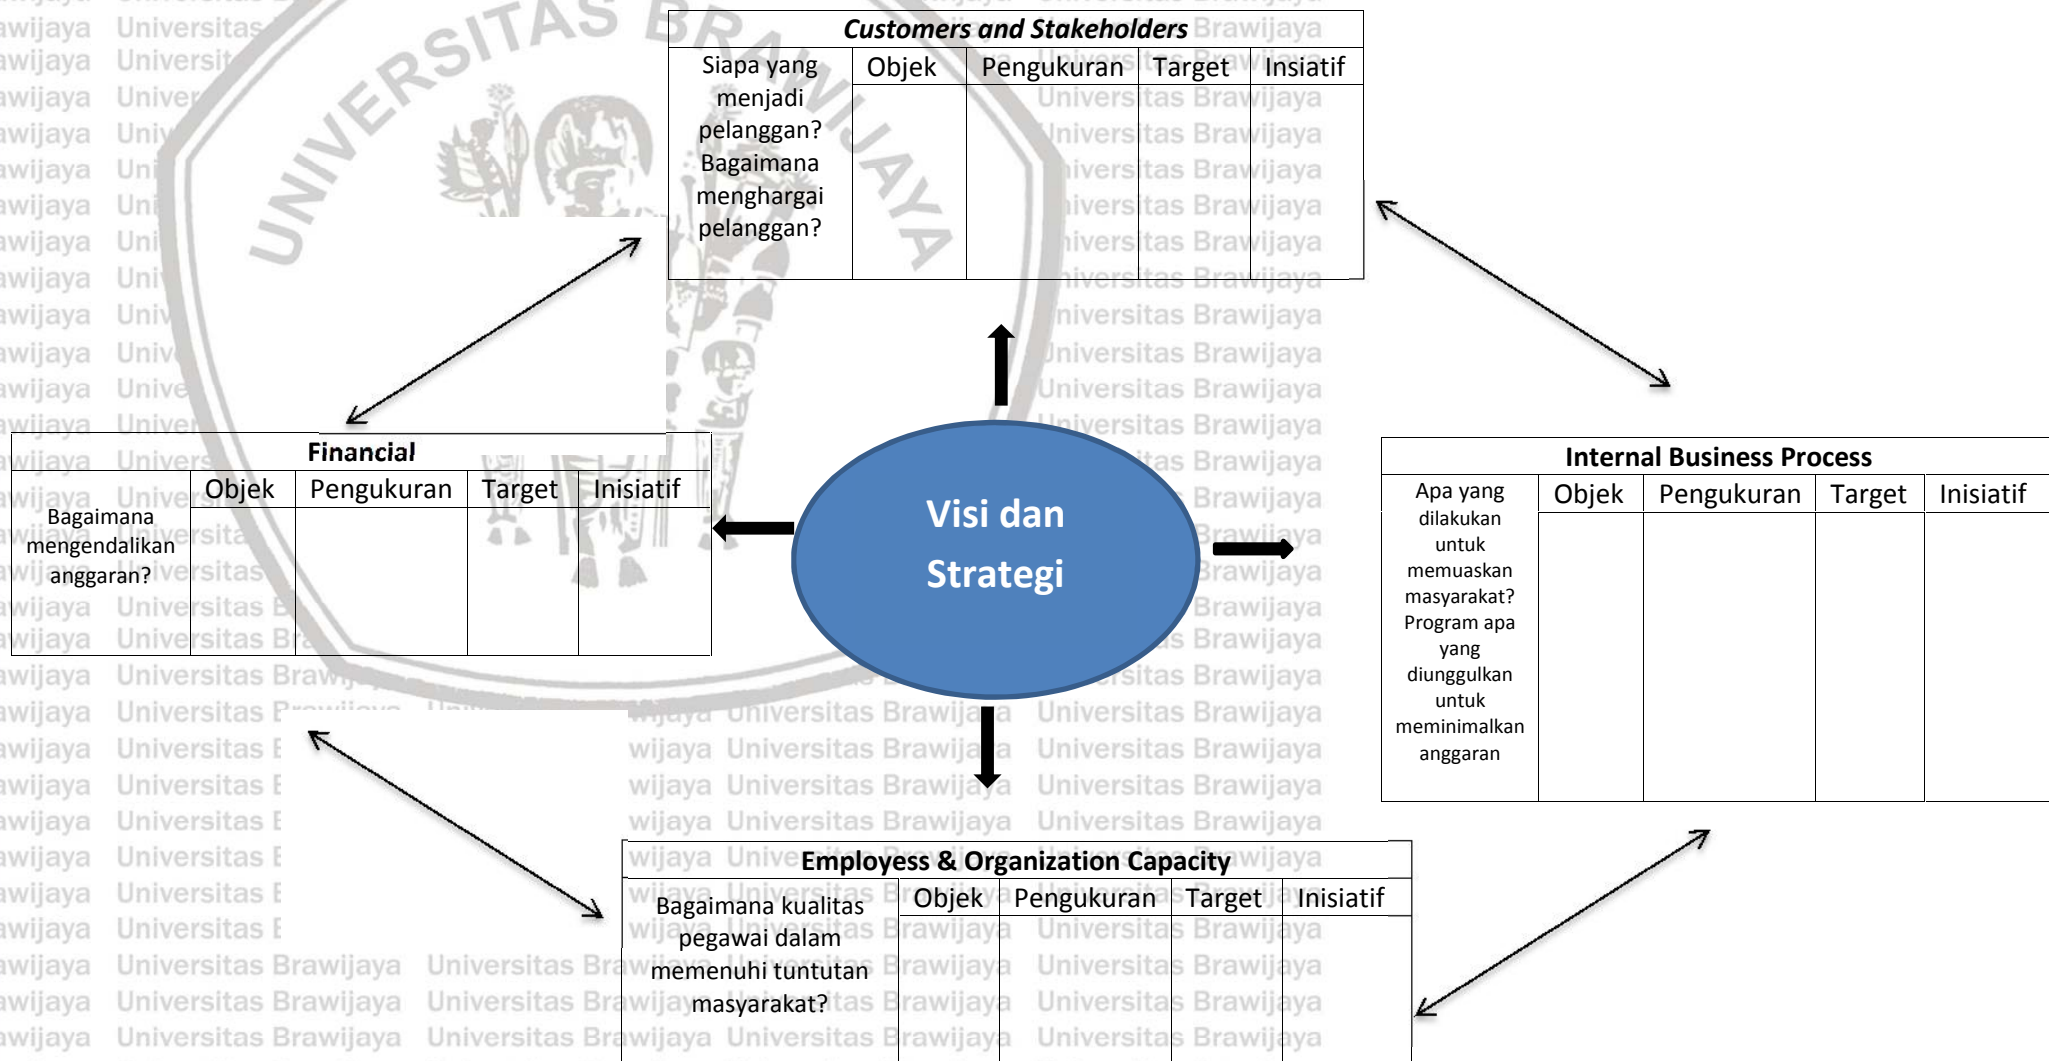 Customers and Stakeholders
Siapa yang
menjadi
pelanggan?
Bagaimana
menghargai
pelanggan?
Objek Pengukuran Target Insiatif
Financial
Bagaimana
mengendalikan
anggaran?
Objek Pengukuran Target Inisiatif
Visi dan
Strategi
Internal Business Process
Apa yang
dilakukan
untuk
memuaskan
masyarakat?
Program apa
yang
diunggulkan
untuk
meminimalkan
anggaran
Objek Pengukuran Target Inisiatif
Employess & Organization Capacity
Bagaimana kualitas
pegawai dalam
memenuhi tuntutan
masyarakat?
Objek Pengukuran Target Inisiatif
UNIVERSITAS BRAWIJAYA
Universitas Brawijaya